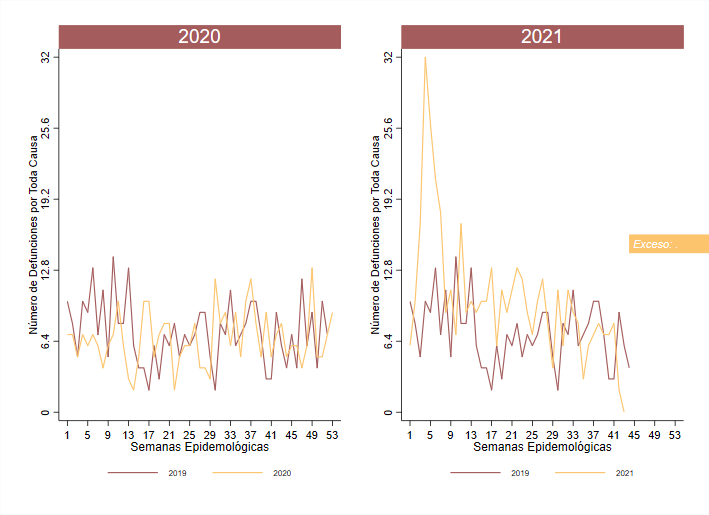 2020
Número de Defunciones por Toda Causa
32
25.6
19.2
12.8
6.4
0
1 5 9 13 17 21 25 29 33 37 41 45 49 53
Semanas Epidemiológicas
2019 2020
2021
Número de Defunciones por Toda Causa
32
25.6
19.2
12.8
6.4
0
Exceso: .
1 5 9 13 17 21 25 29 33 37 41 45 49 53
Semanas Epidemiológicas
2019 2021